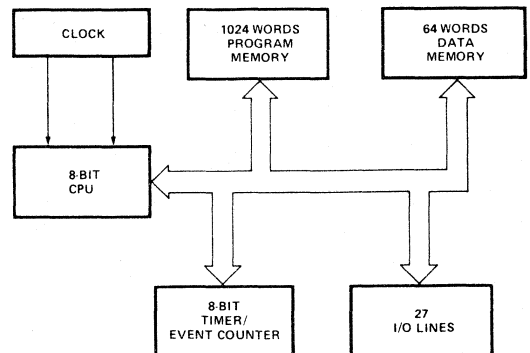 CLOCK
1024 WORDS
PROGRAM
MEMORY
64 WORDS
DATA
MEMORY
8-BIT
CPU
8-BIT
TIMER/
EVENT COUNTER
27
I/O LINES